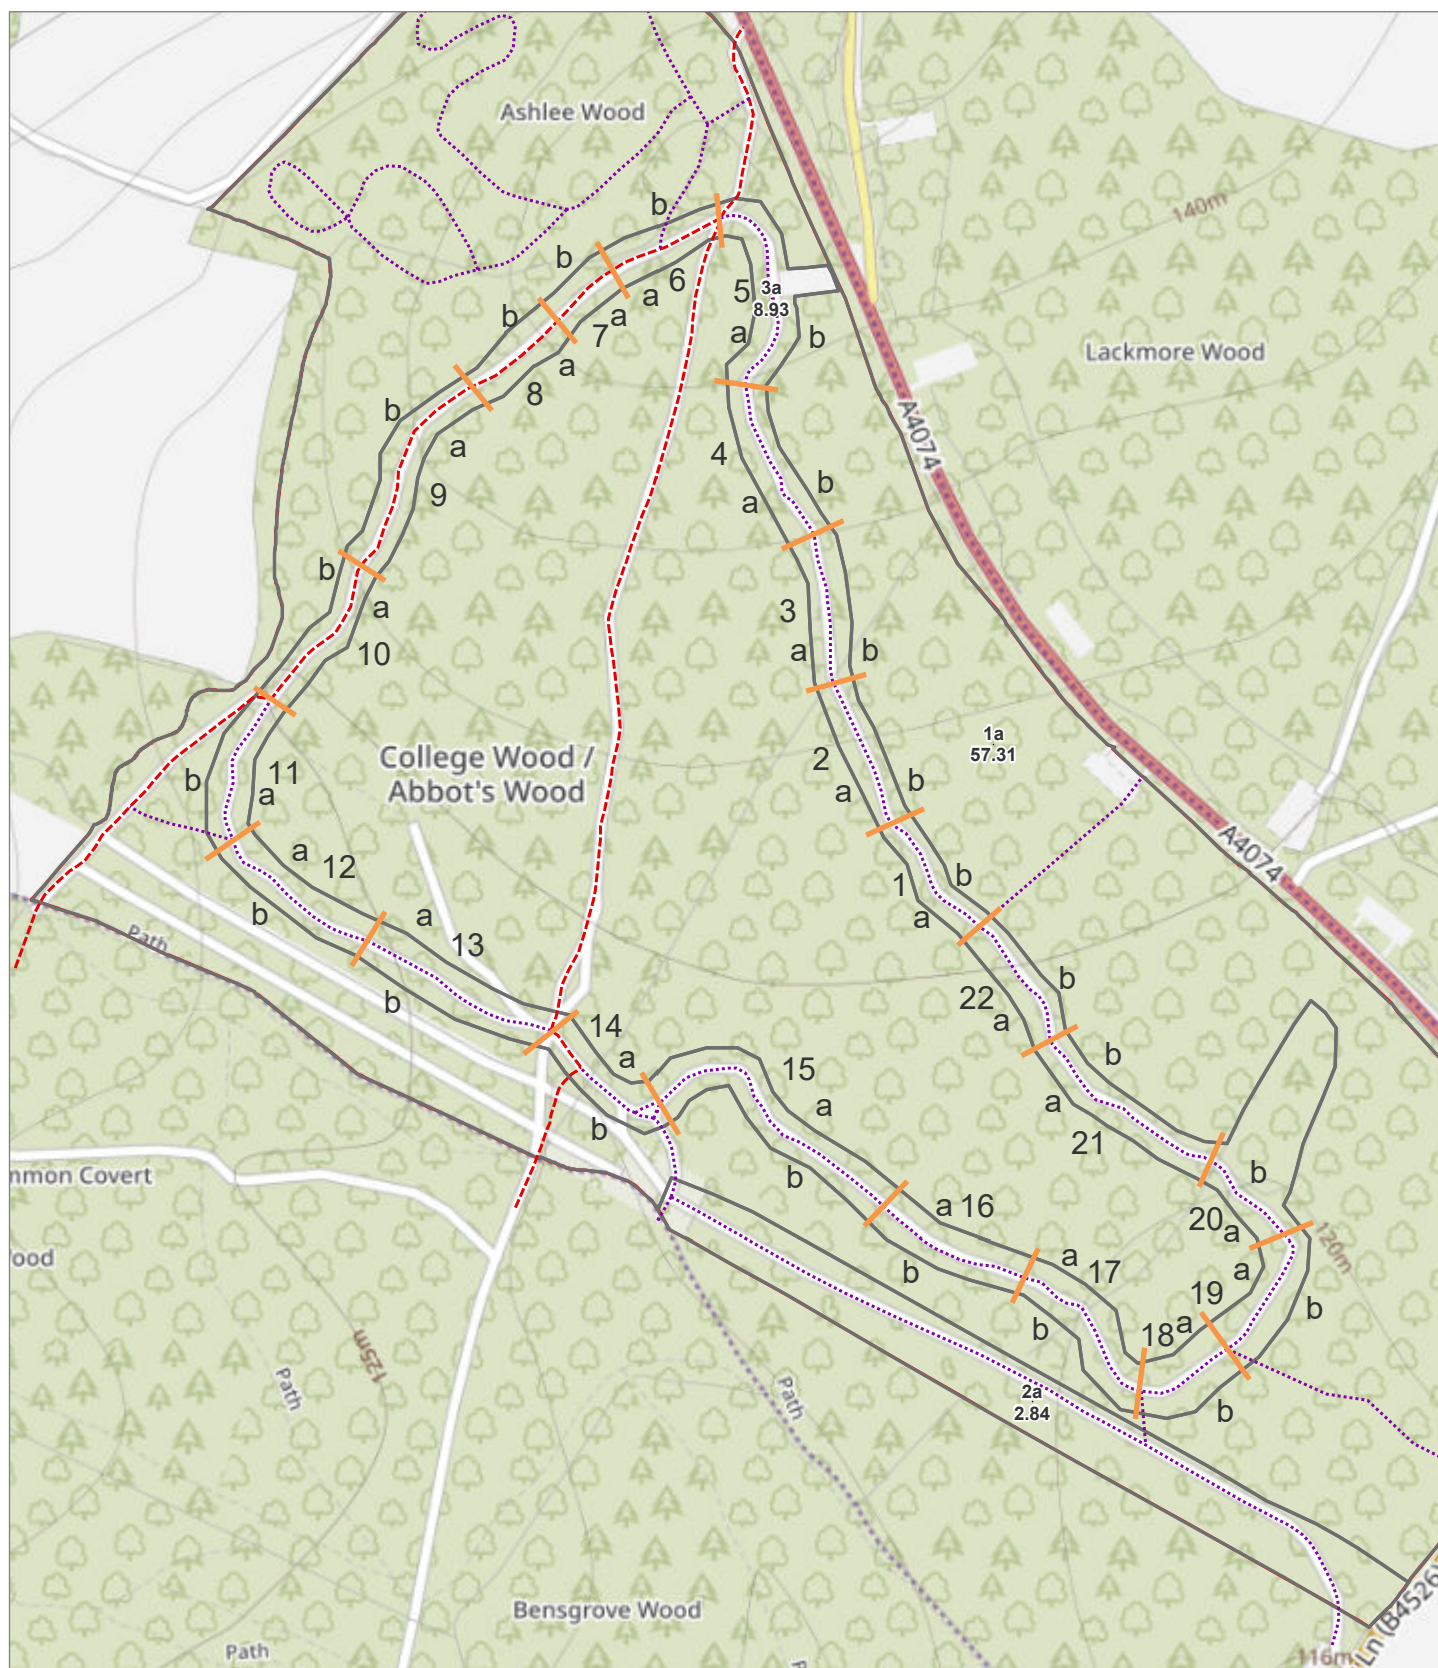 Ashlee Wood
140m
b
b
6
a
5
3a
8.93
b
a
7
a
b
a
8
Lackmore Wood
b
a
4
A4074
9
b
a
b
3
a
b
a
10
b
College Wood /
Abbot's Wood
1a
57.31
2
a
b
11
b
a
a
12
1
b
a
A4074
b
a
13
Path
b
22
b
a
14
a
b
15
a
a
21
b
b
mmon Covert
b
b
a
16
20
a
b
a
17
a
ood
b
19
120m
b
b
18
a
125m
Path
Path
2a
2.84
b
Bensgrove Wood
Path
Ln (B4526)
116m